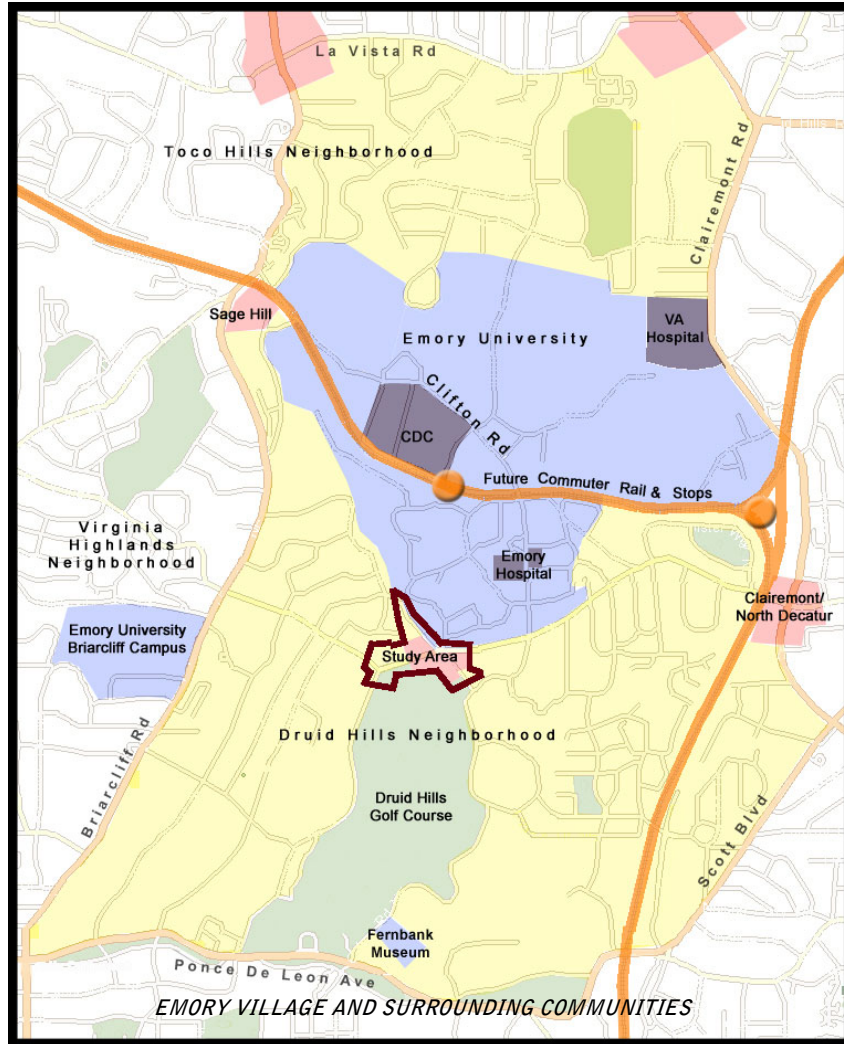 La Vista Rd
Toco Hills Neighborhood
Clairemont Rd
Sage Hill
VA
Hospital
Emory University
Clifton Rd
CDC
Future Commuter Rail & Stops
Virginia
Highlands
Neighborhood
Emory
Hospital
Clairemont/
North Decatur
Emory University
Briarcliff Campus
Study Area
Druid Hills Neighborhood
Briarcliff Rd
Druid Hills
Golf Course
Scott Blvd
Fernbank
Museum
Ponce De Leon Ave
EMORY VILLAGE AND SURROUNDING COMMUNITIES